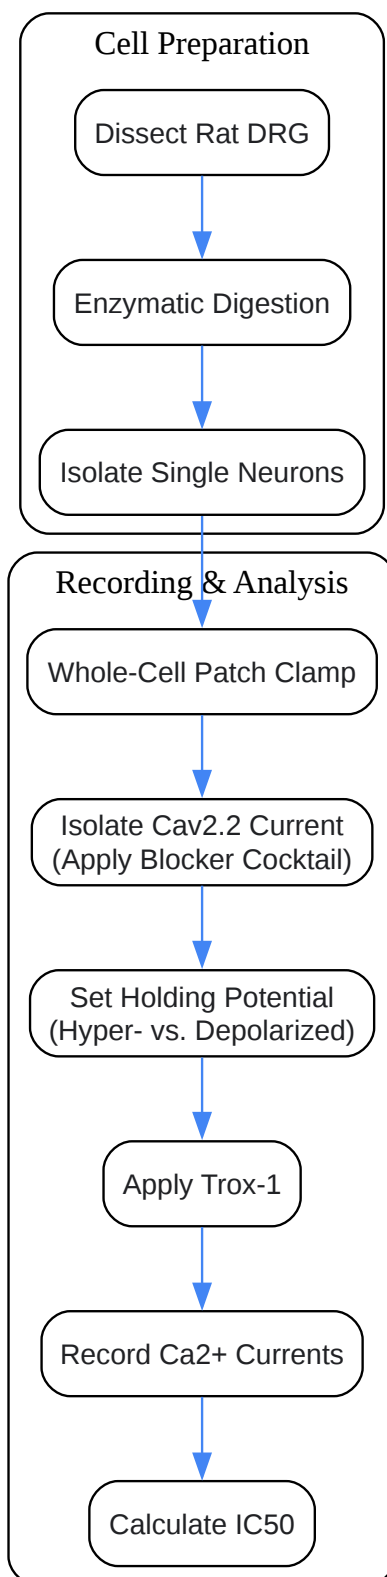 Cell Preparation
Dissect Rat DRG
Enzymatic Digestion
Isolate Single Neurons
Recording & Analysis
Whole-Cell Patch Clamp
Isolate Cav2.2 Current
(Apply Blocker Cocktail)
Set Holding Potential
(Hyper- vs. Depolarized)
Apply Trox-1
Record Ca2+ Currents
Calculate IC50